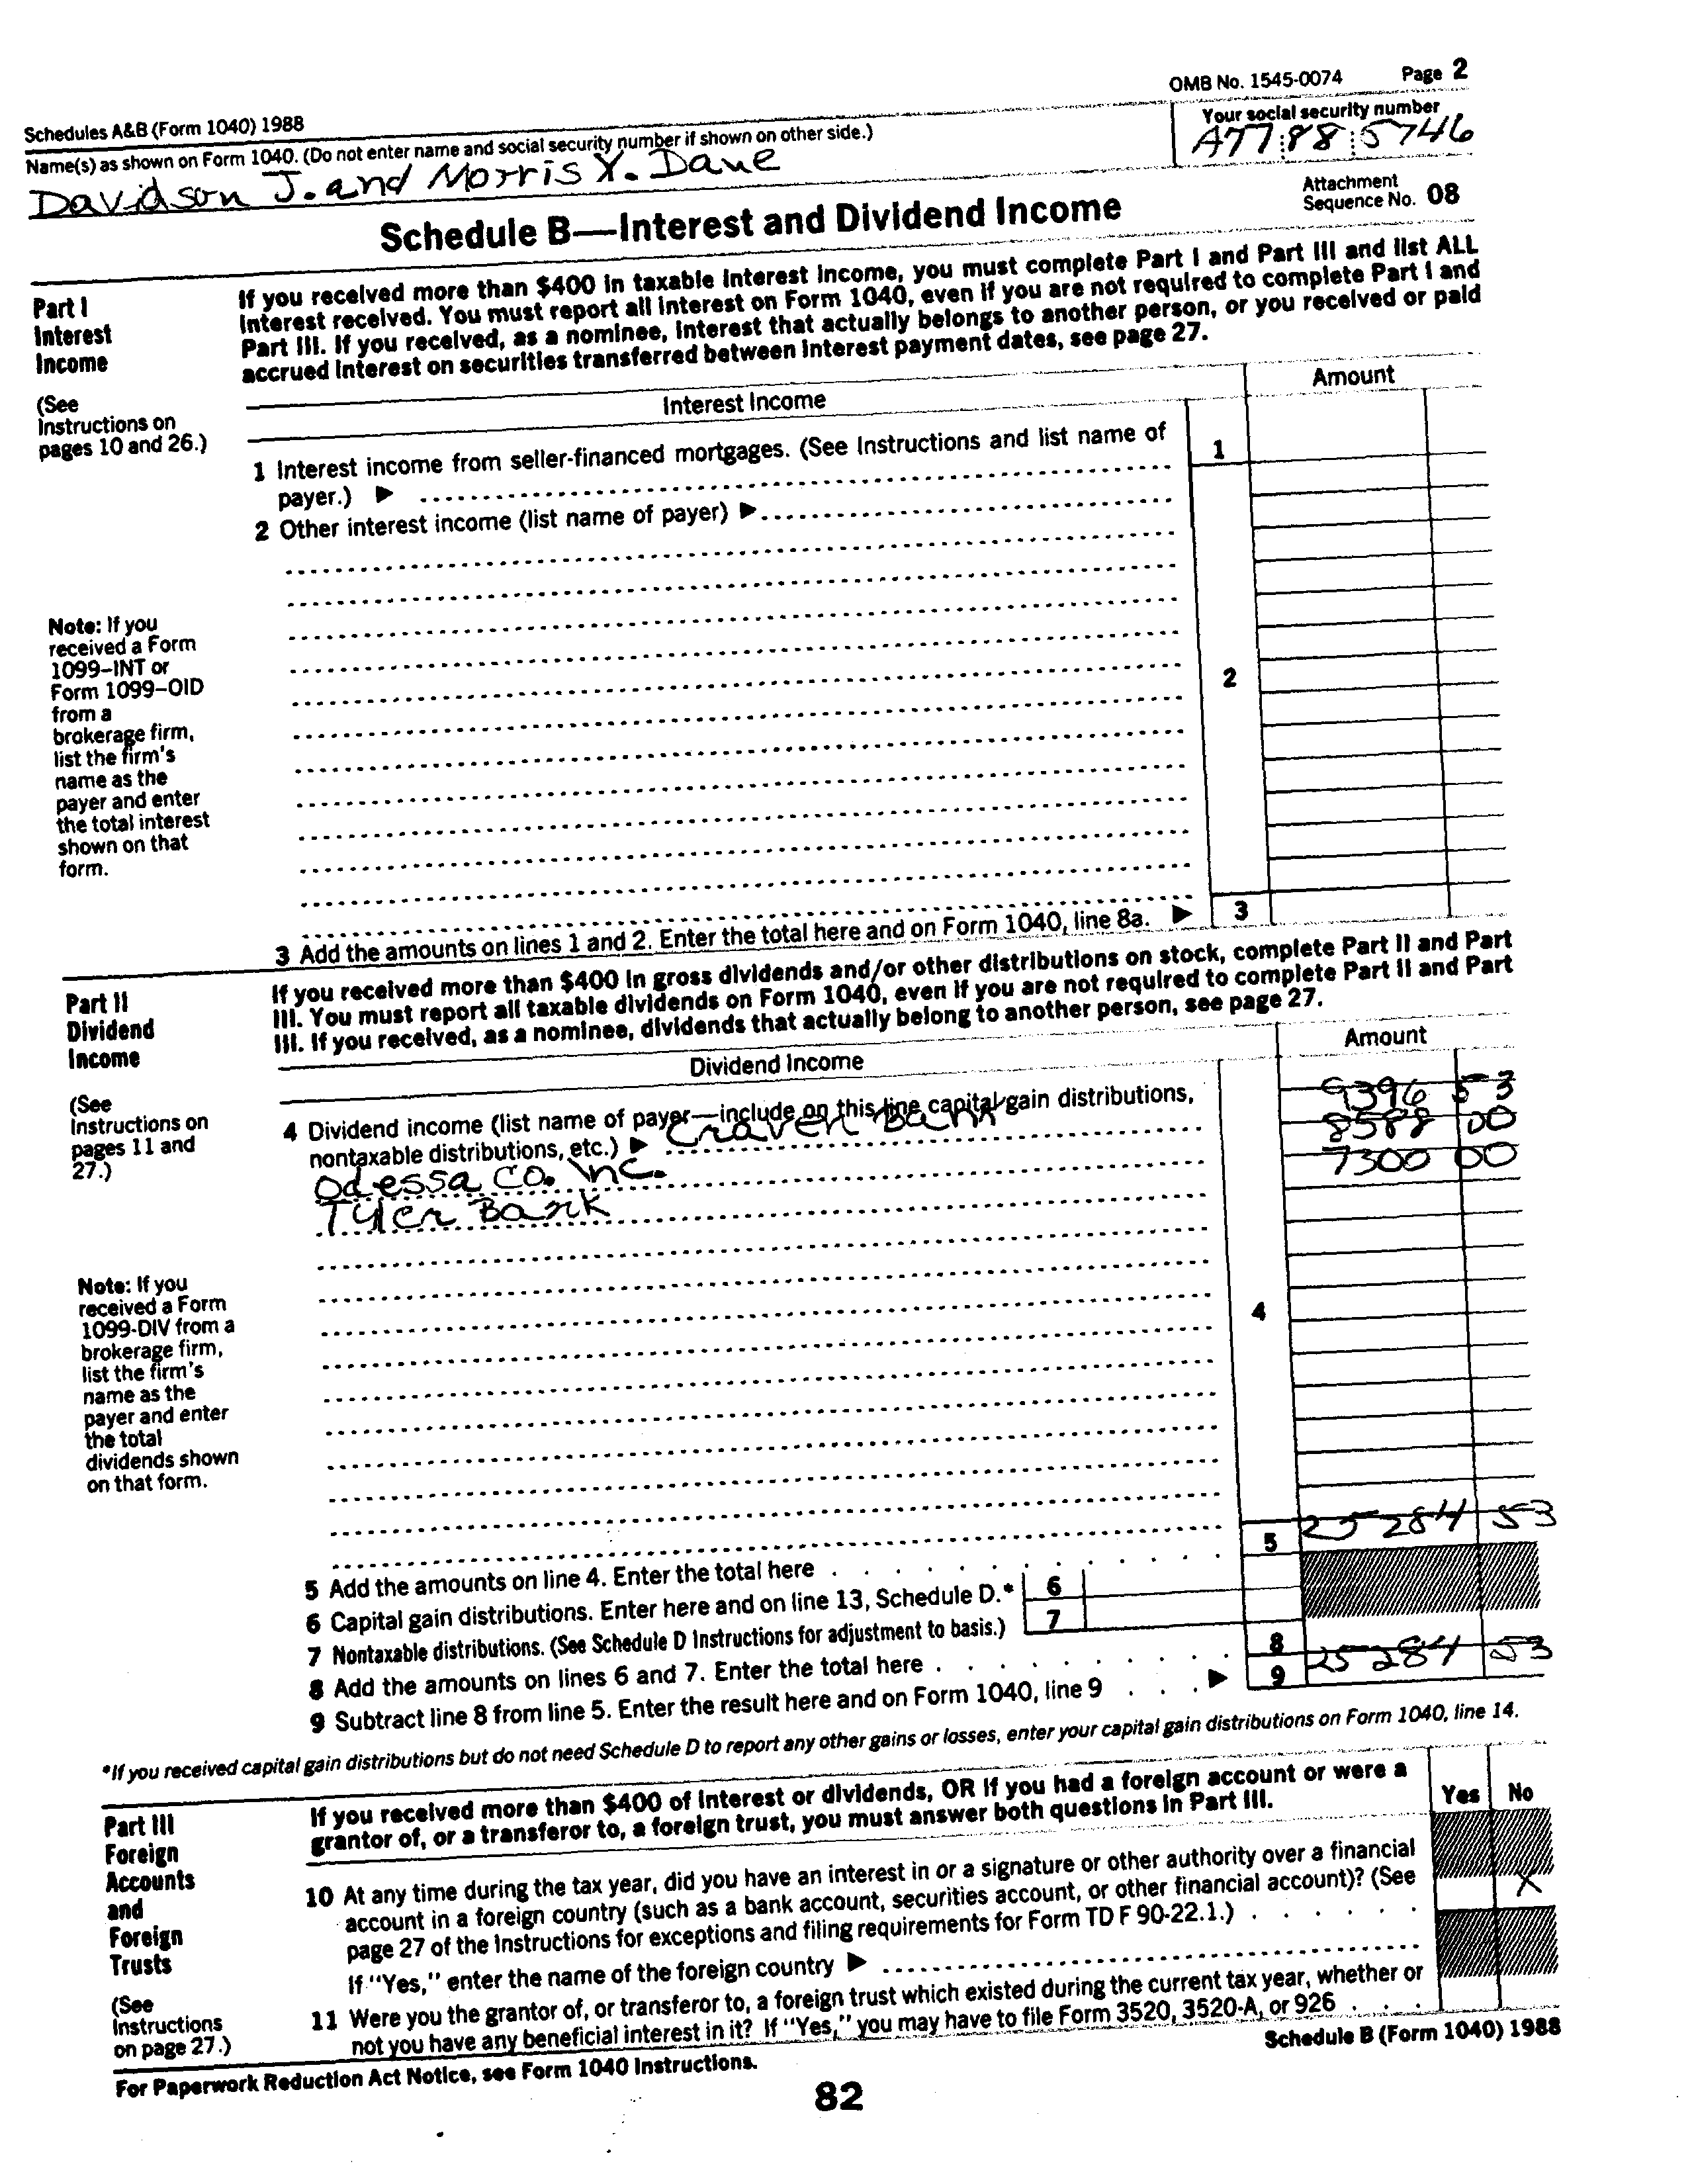 OMB No. 1545-0074 Page 2
Schedules A&B (Form 1040) 1988
Name(s) as shown on Form 1040. (Do not enter name and social security number if shown on other side.)
Your social security number
Davidson J. and Morris X. Dane
A77 88 5746
Schedule B—Interest and Dividend Income
Attachment
Sequence No. 08
Part I
Interest
Income
(See
Instructions on
pages 10 and 26.)
If you received more than $400 in taxable interest income, you must complete Part I and Part III and list ALL
interest received. You must report all interest on Form 1040, even if you are not required to complete Part I and
Part III. If you received, as a nominee, interest that actually belongs to another person, or you received or paid
accrued interest on securities transferred between interest payment dates, see page 27.
Interest Income
Amount
1 Interest income from seller-financed mortgages. (See Instructions and list name of
payer.) ▶
1
2 Other interest income (list name of payer) ▶
2
Note: If you
received a Form
1099–INT or
Form 1099–OID
from a
brokerage firm,
list the firm's
name as the
payer and enter
the total interest
shown on that
form.
3 Add the amounts on lines 1 and 2. Enter the total here and on Form 1040, line 8a. ▶ 3
Part II
Dividend
Income
(See
Instructions on
pages 11 and
27.)
If you received more than $400 in gross dividends and/or other distributions on stock, complete Part II and Part
III. You must report all taxable dividends on Form 1040, even if you are not required to complete Part II and Part
III. If you received, as a nominee, dividends that actually belong to another person, see page 27.
Dividend Income
Amount
4 Dividend income (list name of payer—include on this line capital gain distributions,
nontaxable distributions, etc.) ▶ Craven Bank 9396 53
Odessa Co. Inc. 8588 00
Tyler Bank 7300 00
4
Note: If you
received a Form
1099-DIV from a
brokerage firm,
list the firm's
name as the
payer and enter
the total
dividends shown
on that form.
5 Add the amounts on line 4. Enter the total here 5 25284 53
6 Capital gain distributions. Enter here and on line 13, Schedule D.* 6
7 Nontaxable distributions. (See Schedule D Instructions for adjustment to basis.) 7
8 Add the amounts on lines 6 and 7. Enter the total here 8
9 Subtract line 8 from line 5. Enter the result here and on Form 1040, line 9 ▶ 9 25284 53
*If you received capital gain distributions but do not need Schedule D to report any other gains or losses, enter your capital gain distributions on Form 1040, line 14.
Part III
Foreign
Accounts
and
Foreign
Trusts
(See
Instructions
on page 27.)
If you received more than $400 of interest or dividends, OR if you had a foreign account or were a
grantor of, or a transferor to, a foreign trust, you must answer both questions in Part III.
Yes No
10 At any time during the tax year, did you have an interest in or a signature or other authority over a financial
account in a foreign country (such as a bank account, securities account, or other financial account)? (See
page 27 of the Instructions for exceptions and filing requirements for Form TD F 90-22.1.) X
If "Yes," enter the name of the foreign country ▶
11 Were you the grantor of, or transferor to, a foreign trust which existed during the current tax year, whether or
not you have any beneficial interest in it? If "Yes," you may have to file Form 3520, 3520-A, or 926
For Paperwork Reduction Act Notice, see Form 1040 Instructions.
Schedule B (Form 1040) 1988
82